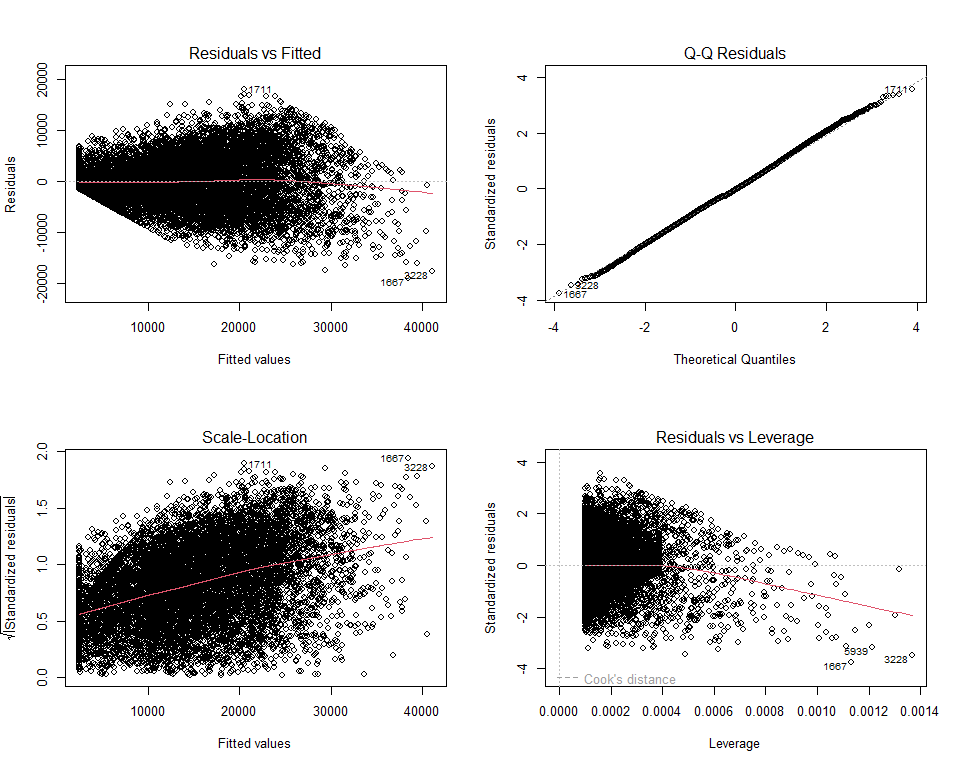 Residuals vs Fitted
Residuals
20000
10000
0
-10000
-20000
1711
3228
1667
10000 20000 30000 40000
Fitted values
Q-Q Residuals
Standardized residuals
4
2
0
-2
-4
1711
3228
1667
-4 -2 0 2 4
Theoretical Quantiles
Scale-Location
√|Standardized residuals|
2.0
1.5
1.0
0.5
0.0
1711
1667
3228
10000 20000 30000 40000
Fitted values
Residuals vs Leverage
Standardized residuals
4
2
0
-2
-4
5939
1667
3228
Cook's distance
0.0000 0.0002 0.0004 0.0006 0.0008 0.0010 0.0012 0.0014
Leverage